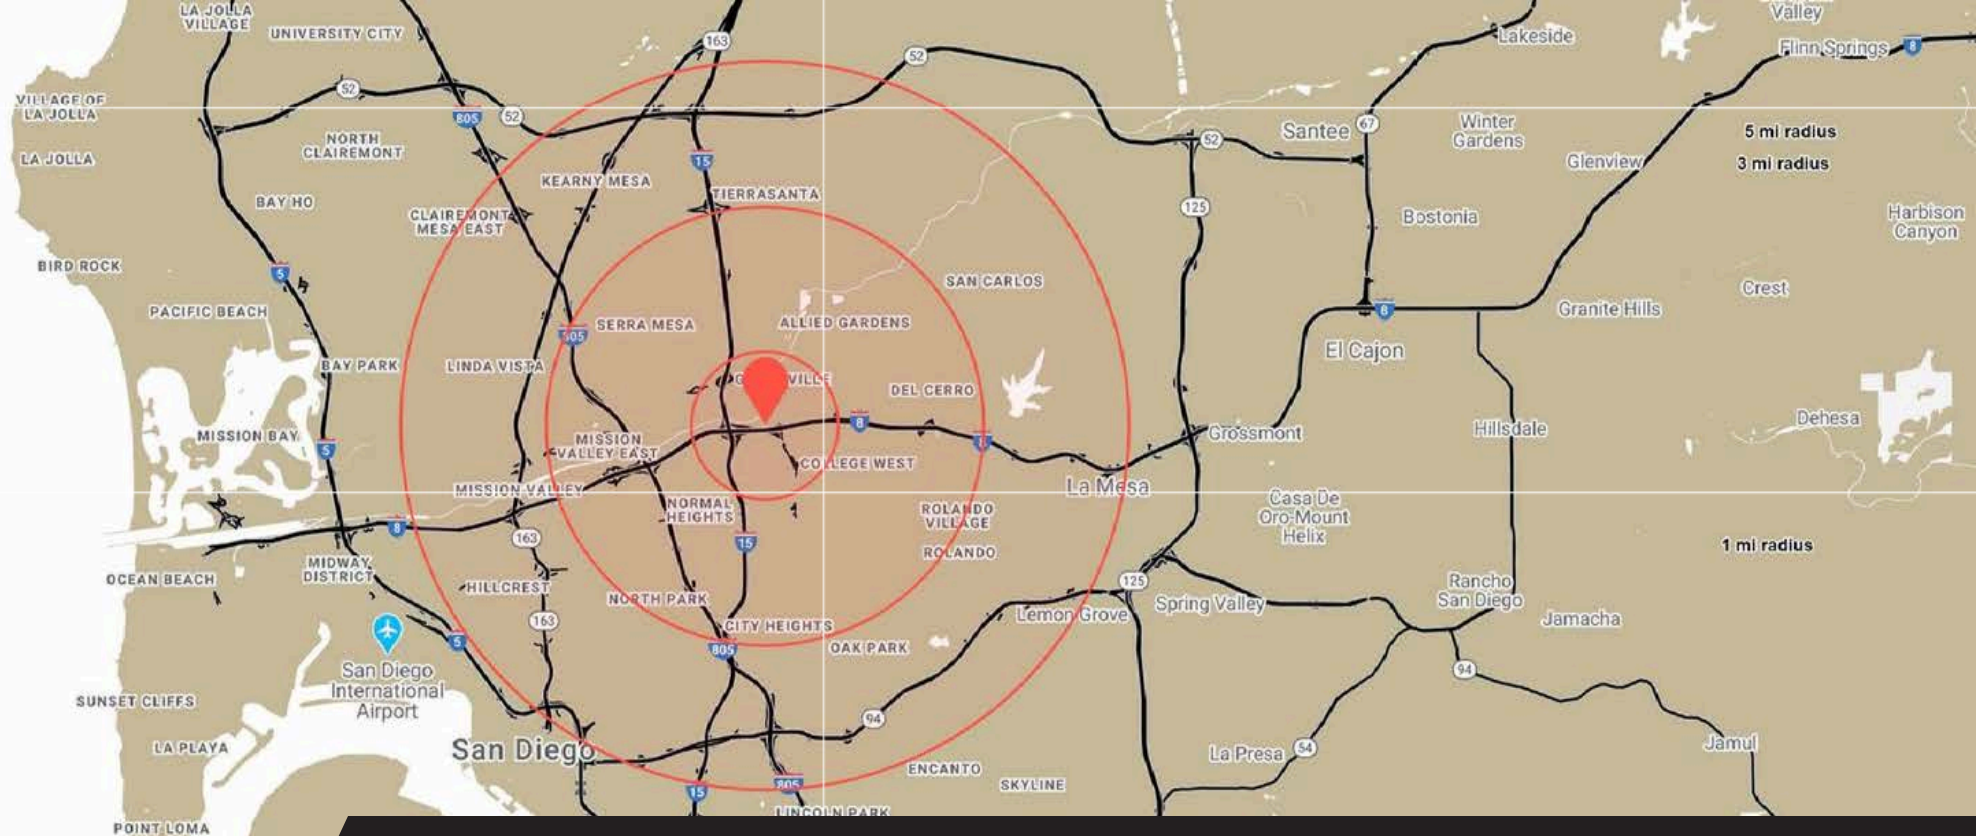 LA JOLLA
VILLAGE
UNIVERSITY CITY
163
52
Lakeside
Valley
Flinn Springs
8
52
VILLAGE OF
LA JOLLA
805
52
NORTH
CLAIREMONT
LA JOLLA
15
KEARNY MESA
TIERRASANTA
52
Santee
67
Winter
Gardens
Glenview
5 mi radius
3 mi radius
BAY HO
CLAIREMONT
MESA EAST
125
Bostonia
Harbison
Canyon
BIRD ROCK
5
SAN CARLOS
Crest
PACIFIC BEACH
SERRA MESA
ALLIED GARDENS
8
Granite Hills
805
El Cajon
BAY PARK
LINDA VISTA
VILLE
DEL CERRO
MISSION BAY
5
MISSION
VALLEY EAST
8
8
Grossmont
Hillsdale
Dehesa
COLLEGE WEST
MISSION VALLEY
La Mesa
NORMAL
HEIGHTS
ROLANDO
VILLAGE
Casa De
Oro-Mount
Helix
8
163
15
ROLANDO
1 mi radius
MIDWAY
DISTRICT
OCEAN BEACH
HILLCREST
NORTH PARK
125
Spring Valley
Rancho
San Diego
Lemon Grove
Jamacha
163
CITY HEIGHTS
5
805
OAK PARK
San Diego
International
Airport
94
SUNSET CLIFFS
94
LA PLAYA
San Diego
La Presa
54
Jamul
ENCANTO
SKYLINE
15
805
LINCOLN PARK
POINT LOMA